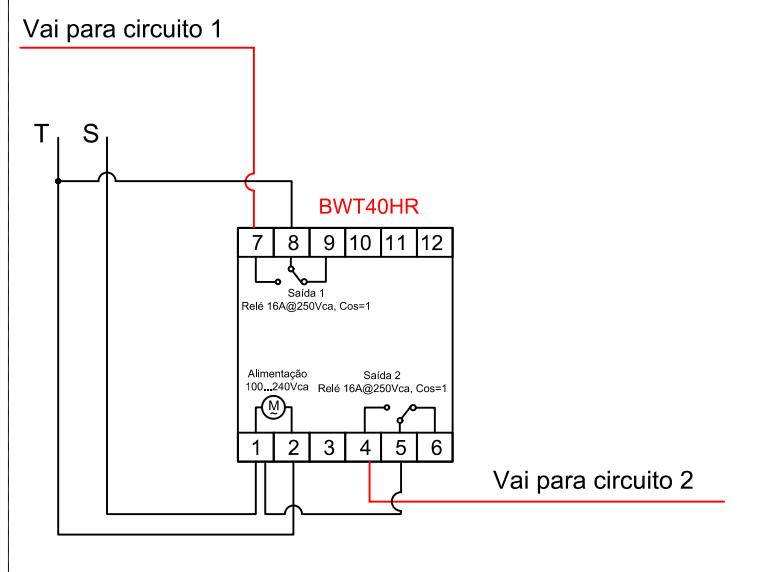 Vai para circuito 1
T S
BWT40HR
7 8 9 10 11 12
Saída 1
Relé 16A@250Vca, Cos=1
Alimentação
100...240Vca
Saída 2
Relé 16A@250Vca, Cos=1
M
~
1 2 3 4 5 6
Vai para circuito 2